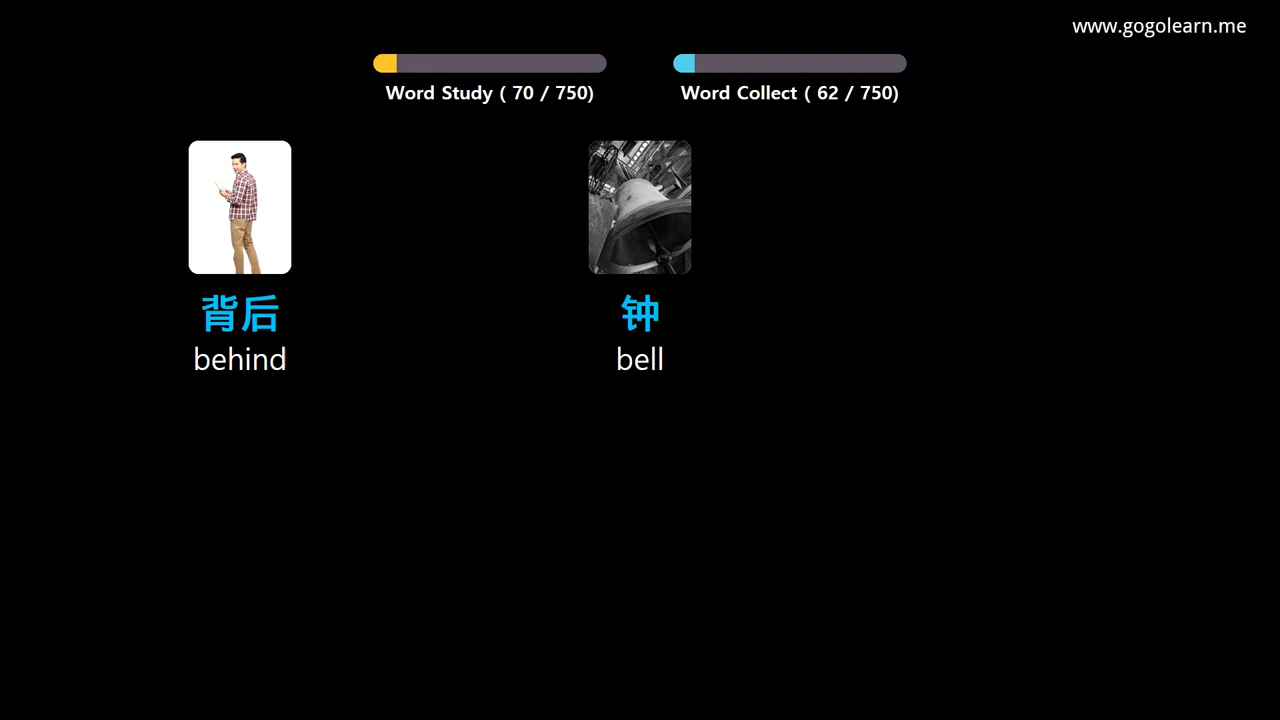 www.gogolearn.me
Word Study ( 70 / 750)
Word Collect ( 62 / 750)
背后
behind
钟
bell